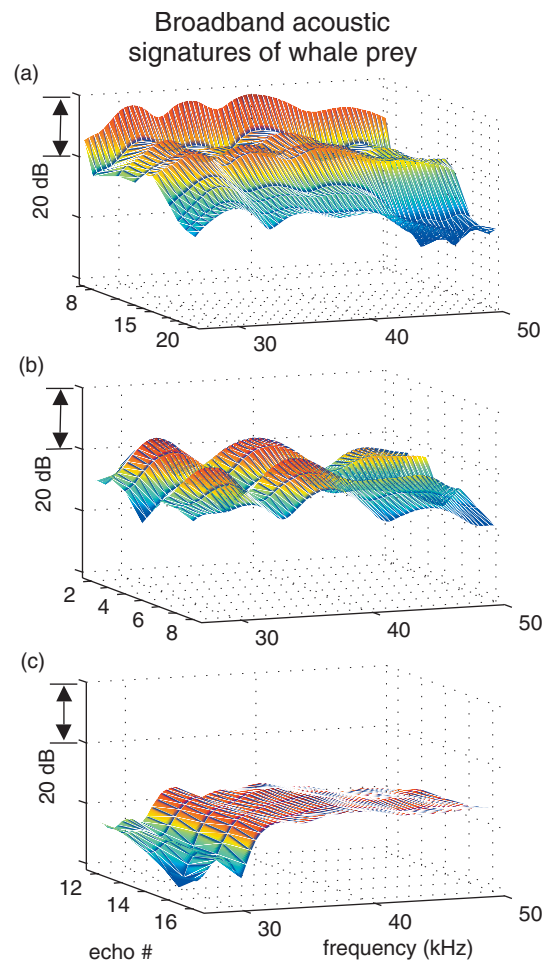 Broadband acoustic
signatures of whale prey
(a)
20 dB
8
15
20
30
40
50
(b)
20 dB
2
4
6
8
30
40
50
(c)
20 dB
12
14
16
30
40
50
echo #
frequency (kHz)